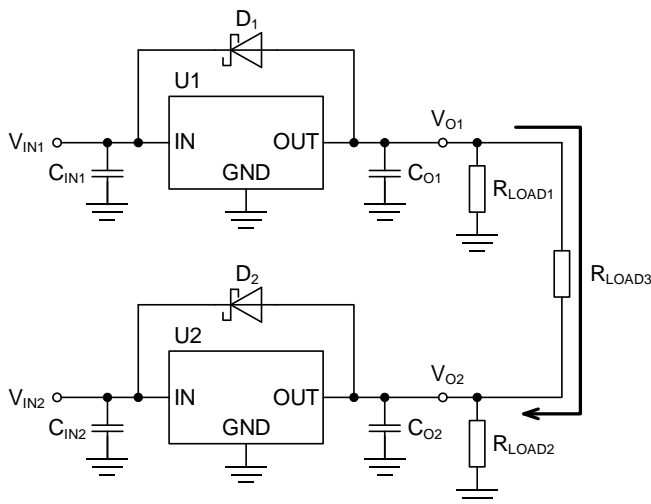 D1
U1
VIN1
IN
OUT
VO1
CIN1
GND
CO1
RLOAD1
RLOAD3
D2
U2
VIN2
IN
OUT
VO2
CIN2
GND
CO2
RLOAD2